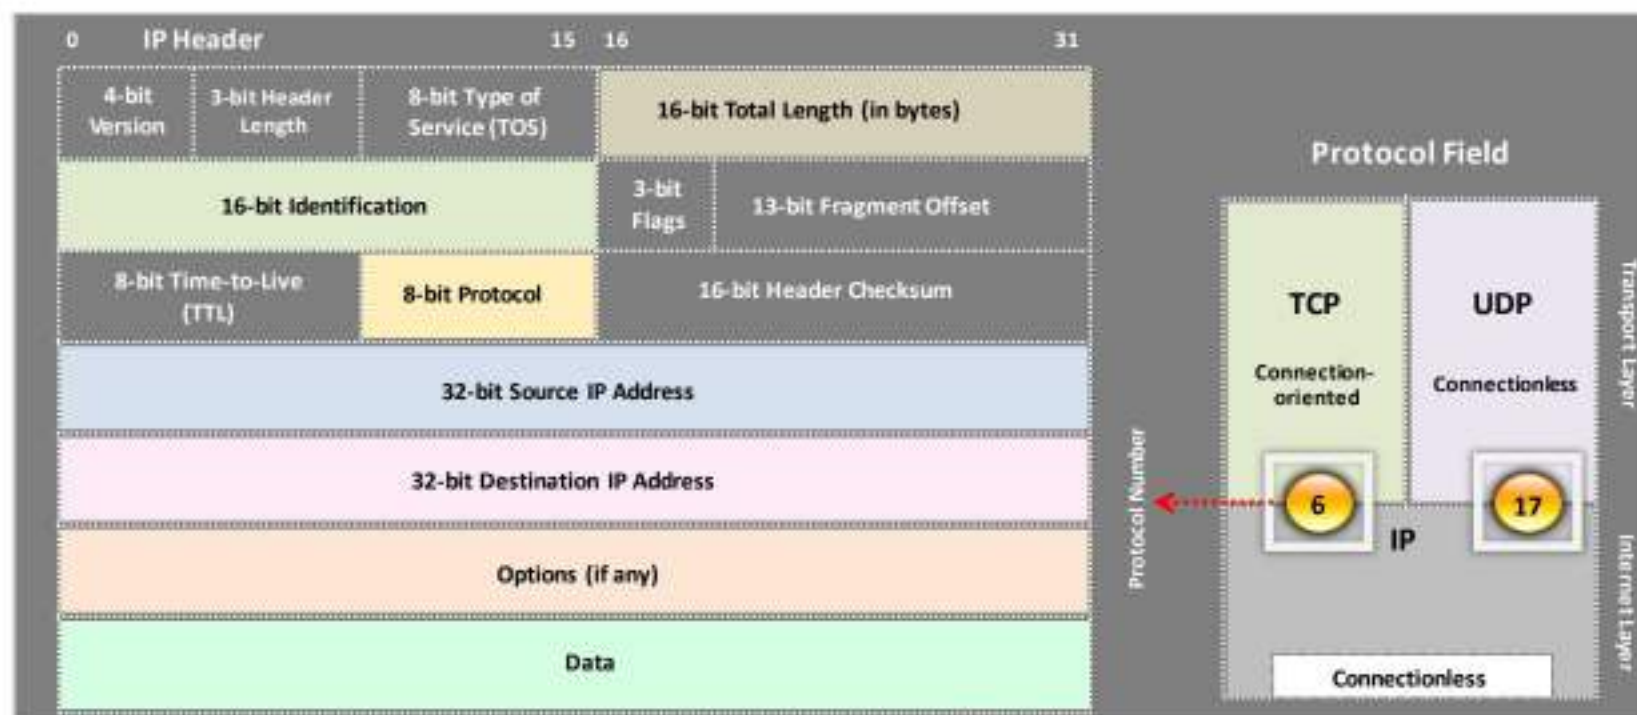 0 IP Header 15 16 31
4-bit
Version
3-bit Header
Length
8-bit Type of
Service (TOS)
16-bit Total Length (in bytes)
16-bit Identification
3-bit
Flags
13-bit Fragment Offset
8-bit Time-to-Live
(TTL)
8-bit Protocol
16-bit Header Checksum
32-bit Source IP Address
32-bit Destination IP Address
Options (if any)
Data
Protocol Field
TCP
Connection-
oriented
UDP
Connectionless
Transport Layer
Protocol Number
6
17
IP
Internet Layer
Connectionless